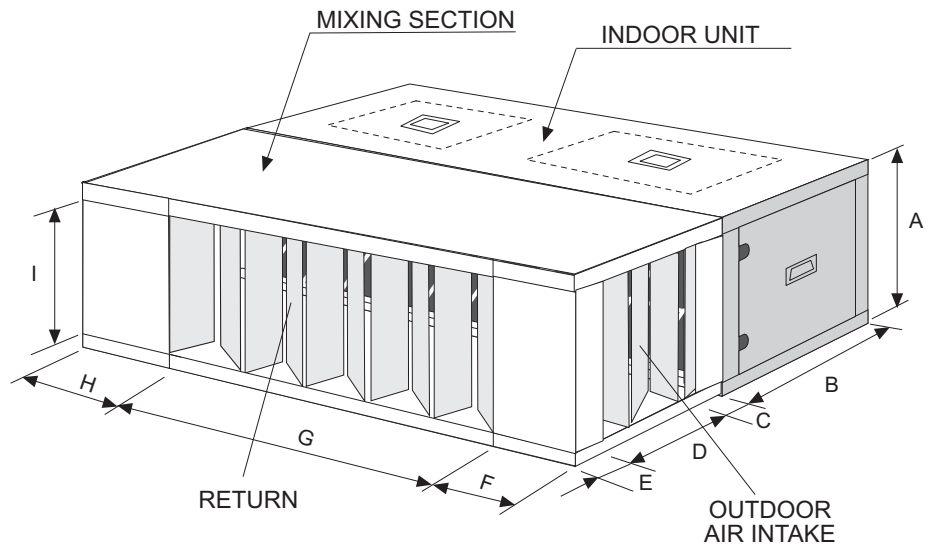 MIXING SECTION
INDOOR UNIT
A
I
B
H
C
G
D
F
E
RETURN
OUTDOOR
AIR INTAKE